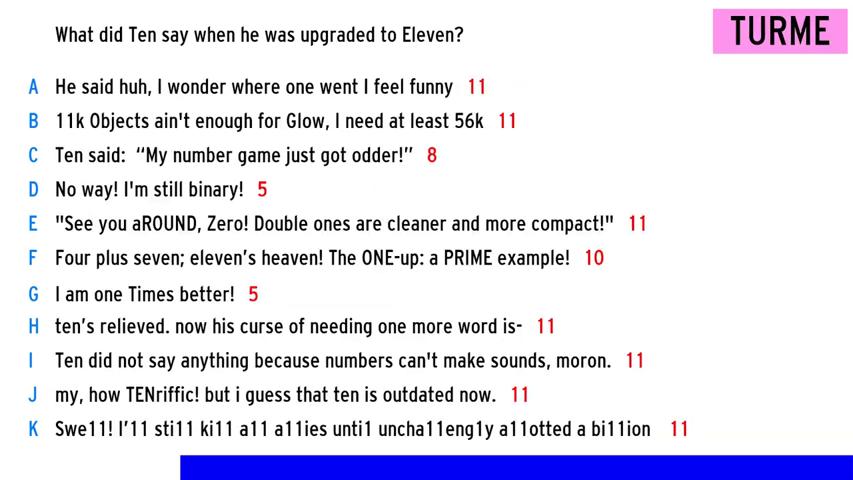 What did Ten say when he was upgraded to Eleven?
TURME
A He said huh, I wonder where one went I feel funny 11
B 11k Objects ain't enough for Glow, I need at least 56k 11
C Ten said: “My number game just got odder!” 8
D No way! I'm still binary! 5
E "See you aROUND, Zero! Double ones are cleaner and more compact!" 11
F Four plus seven; eleven’s heaven! The ONE-up: a PRIME example! 10
G I am one Times better! 5
H ten’s relieved. now his curse of needing one more word is- 11
I Ten did not say anything because numbers can't make sounds, moron. 11
J my, how TENriffic! but i guess that ten is outdated now. 11
K Swe11! I’11 sti11 ki11 a11 a11ies unti1 uncha11eng1y a11otted a bi11ion 11